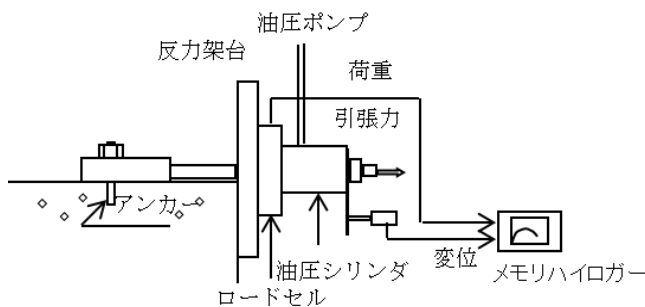 油圧ポンプ
反力架台
荷重
引張力
アンカー
油圧シリンダ
変位
メモリハイロガー
ロードセル